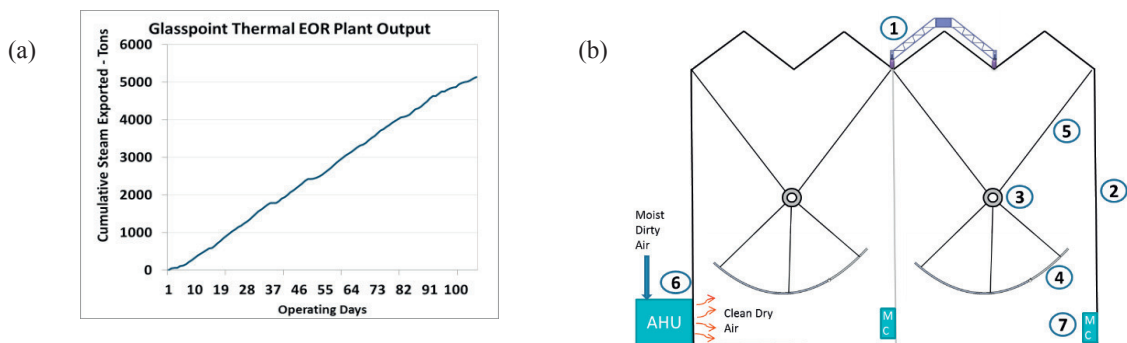 (a)
Glasspoint Thermal EOR Plant Output
Cumulative Steam Exported - Tons
6000
5000
4000
3000
2000
1000
0
1 10 19 28 37 46 55 64 73 82 91 100
Operating Days
(b)
1
5
2
3
4
Moist
Dirty
Air
6
AHU
Clean Dry
Air
M
C
7
M
C